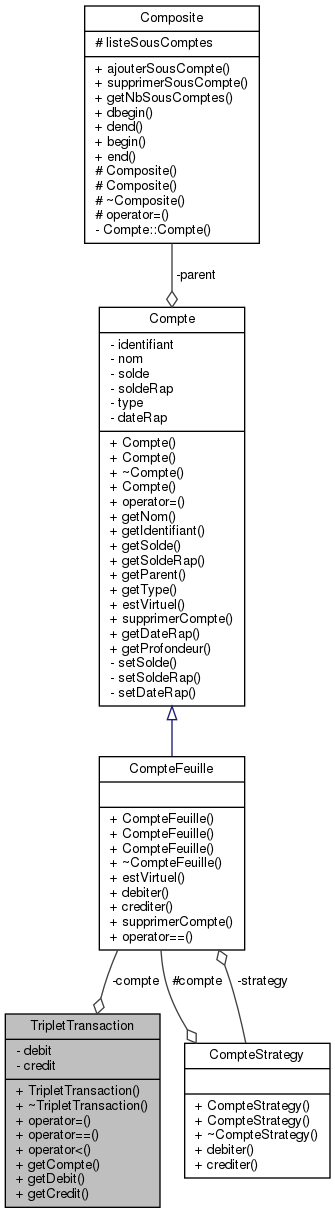 Composite
# listeSousComptes
+ ajouterSousCompte()
+ supprimerSousCompte()
+ getNbSousComptes()
+ dbegin()
+ dend()
+ begin()
+ end()
# Composite()
# Composite()
# ~Composite()
# operator=()
- Compte::Compte()
-parent
Compte
- identifiant
- nom
- solde
- soldeRap
- type
- dateRap
+ Compte()
+ Compte()
+ ~Compte()
+ Compte()
+ operator=()
+ getNom()
+ getIdentifiant()
+ getSolde()
+ getSoldeRap()
+ getParent()
+ getType()
+ estVirtuel()
+ supprimerCompte()
+ getDateRap()
+ getProfondeur()
- setSolde()
- setSoldeRap()
- setDateRap()
CompteFeuille
+ CompteFeuille()
+ CompteFeuille()
+ CompteFeuille()
+ ~CompteFeuille()
+ estVirtuel()
+ debiter()
+ crediter()
+ supprimerCompte()
+ operator==()
-compte
#compte
-strategy
TripletTransaction
- debit
- credit
+ TripletTransaction()
+ ~TripletTransaction()
+ operator=()
+ operator==()
+ operator<()
+ getCompte()
+ getDebit()
+ getCredit()
CompteStrategy
+ CompteStrategy()
+ CompteStrategy()
+ ~CompteStrategy()
+ debiter()
+ crediter()